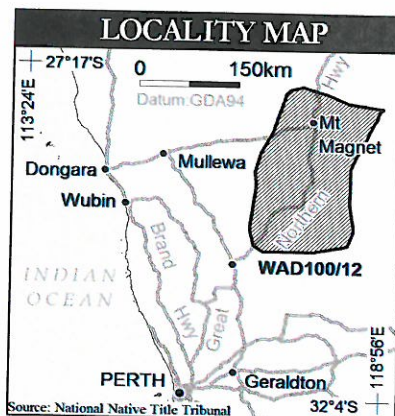 LOCALITY MAP
27°17'S
113°24'E
0 150km
Datum:GDA94
Hwy
Mt
Magnet
Mullewa
Dongara
Wubin
Northern
Brand
WAD100/12
INDIAN
OCEAN
Hwy
Great
118°56'E
PERTH
Geraldton
32°4'S
Source: National Native Title Tribunal